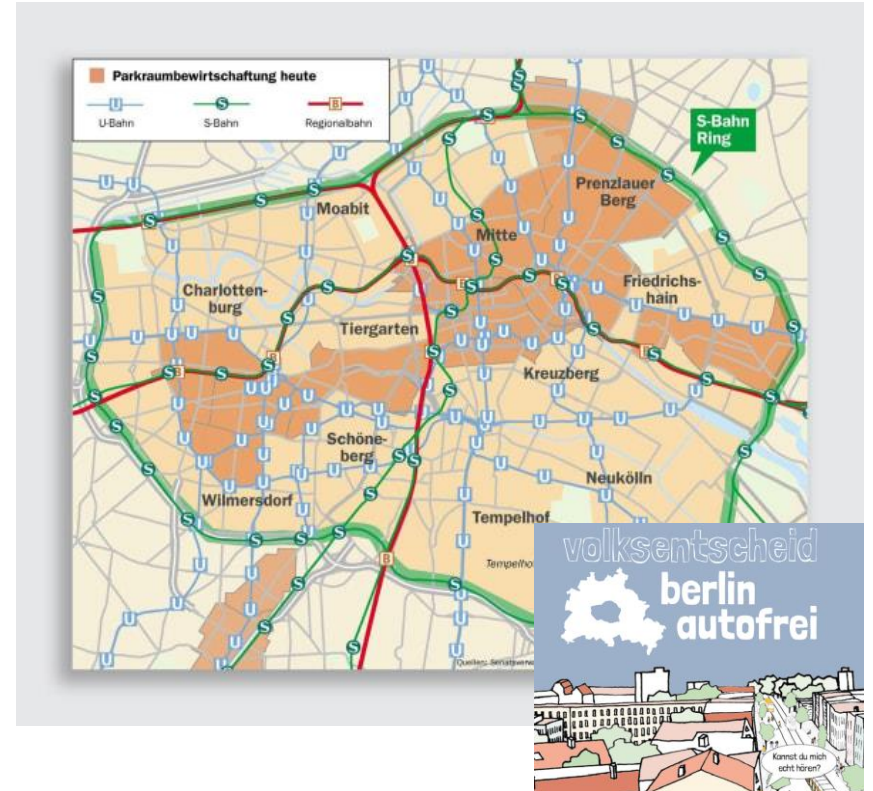 Parkraumbewirtschaftung heute
U
S
B
U-Bahn
S-Bahn
Regionalbahn
S-Bahn
Ring
Prenzlauer
Berg
Moabit
Mitte
Charlotten-
burg
Friedrichs-
hain
Tiergarten
Kreuzberg
Schöne-
berg
Neukölln
Wilmersdorf
Tempelhof
volksentscheid
berlin
autofrei
Kannst du mich
echt hören?
Quellen: